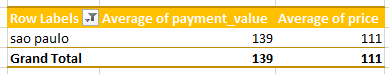 Row Labels Average of payment_value Average of price
sao paulo 139 111
Grand Total 139 111